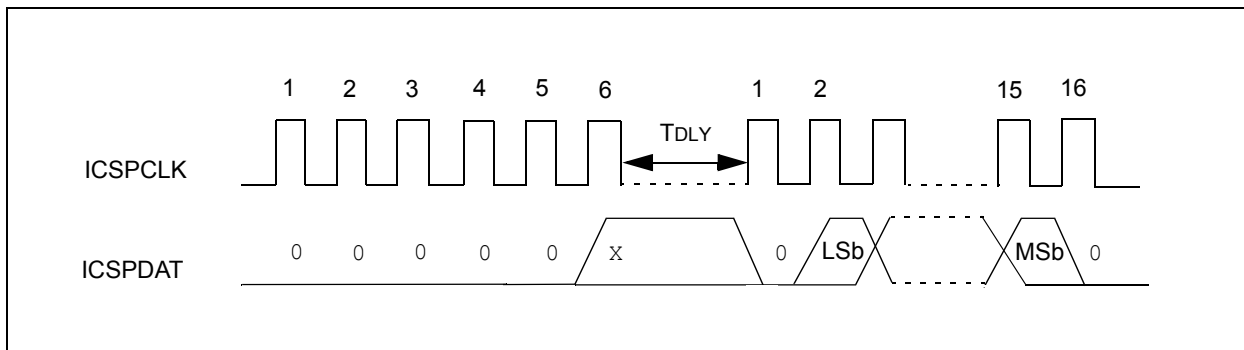 1 2 3 4 5 6 1 2 15 16
TDLY
ICSPCLK
0 0 0 0 0 X 0 LSb MSb 0
ICSPDAT